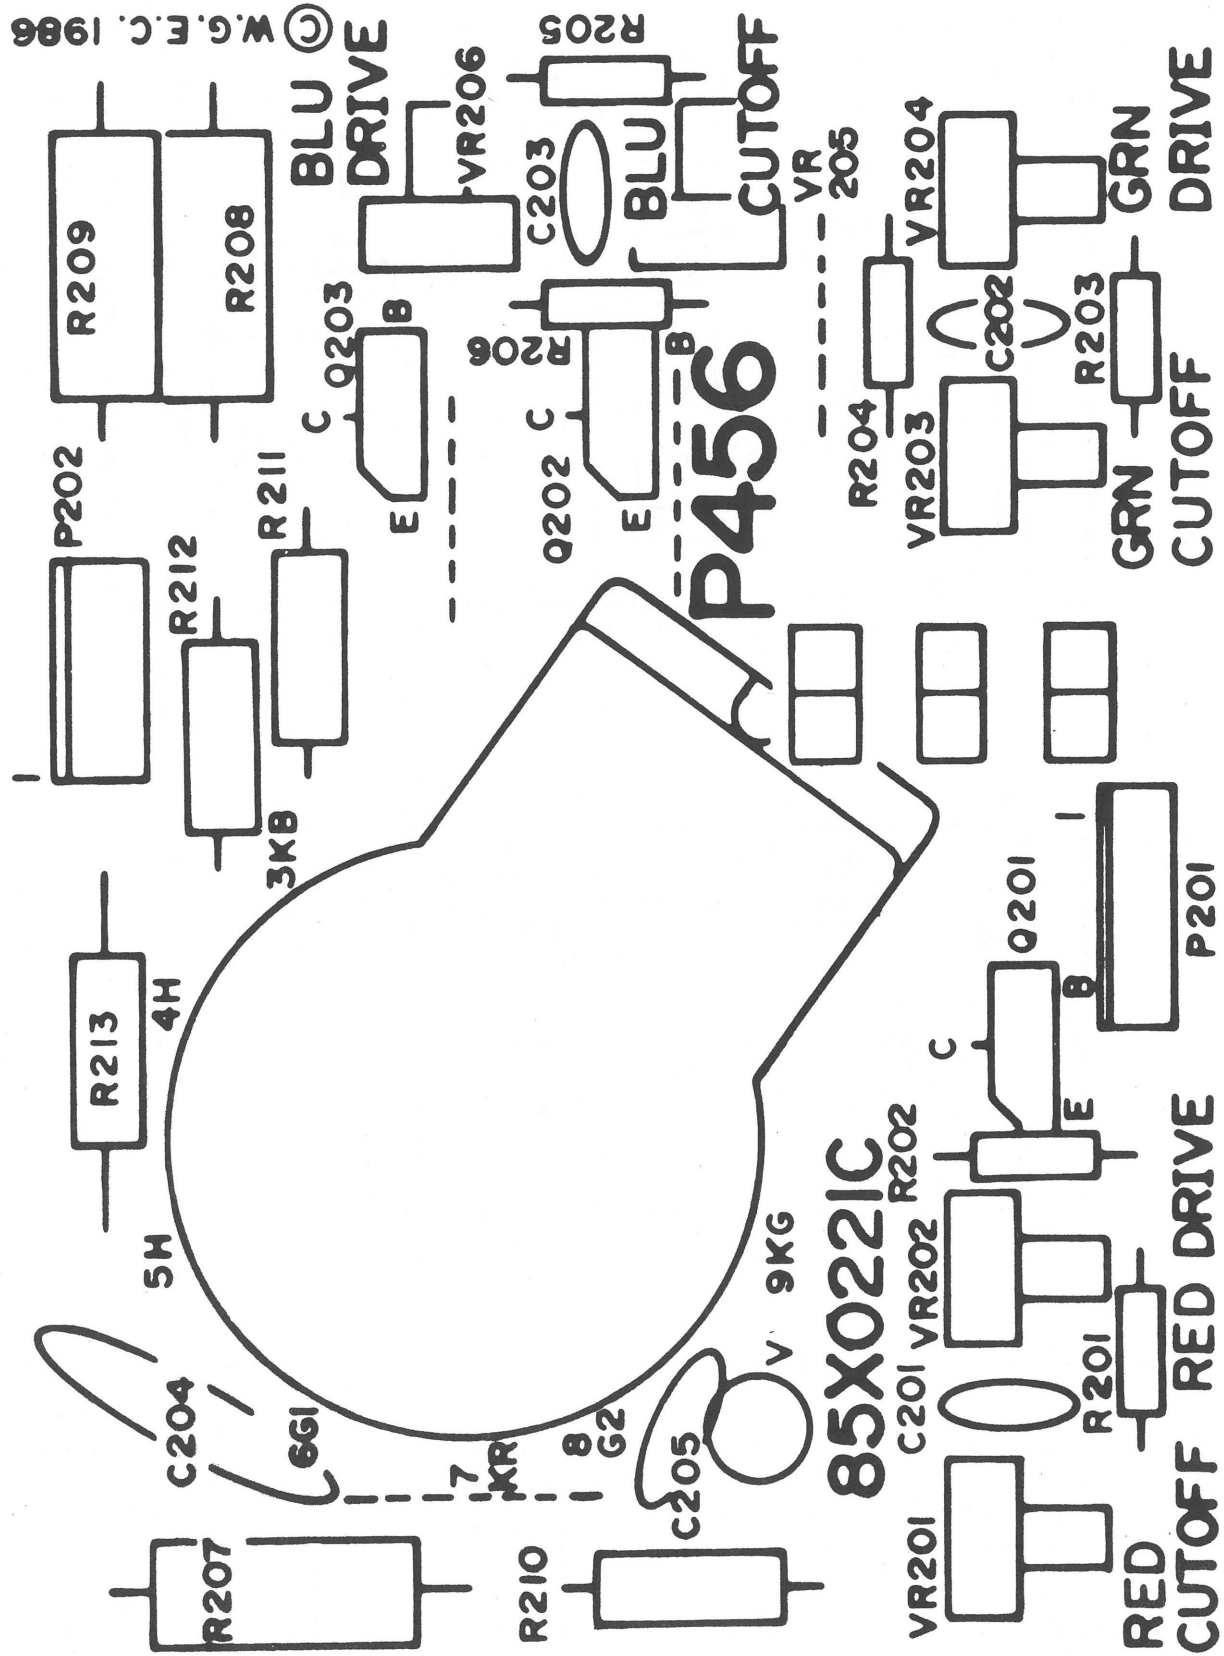 © W.G.E.C. 1986
R209
R208
BLU
DRIVE
VR206
R205
C203
BLU
CUTOFF
VR
205
VR204
GRN
DRIVE
Q203
C
B
E
R206
Q202
C
B
E
P456
R204
VR203
C202
R203
GRN
CUTOFF
P202
I
R212
R211
3KB
R213
4H
5H
C204
6G1
7
KR
8
G2
C205
V
9KG
R207
R210
85X0221C
Q201
C
B
E
P201
I
R202
VR202
C201
R201
RED DRIVE
VR201
RED
CUTOFF